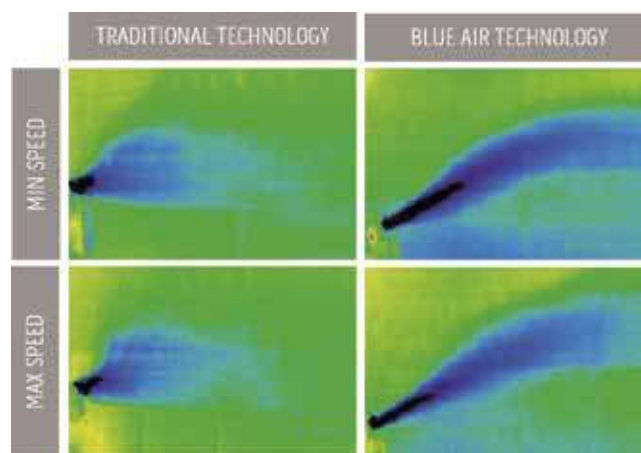 TRADITIONAL TECHNOLOGY
BLUE AIR TECHNOLOGY
MIN SPEED
MAX SPEED